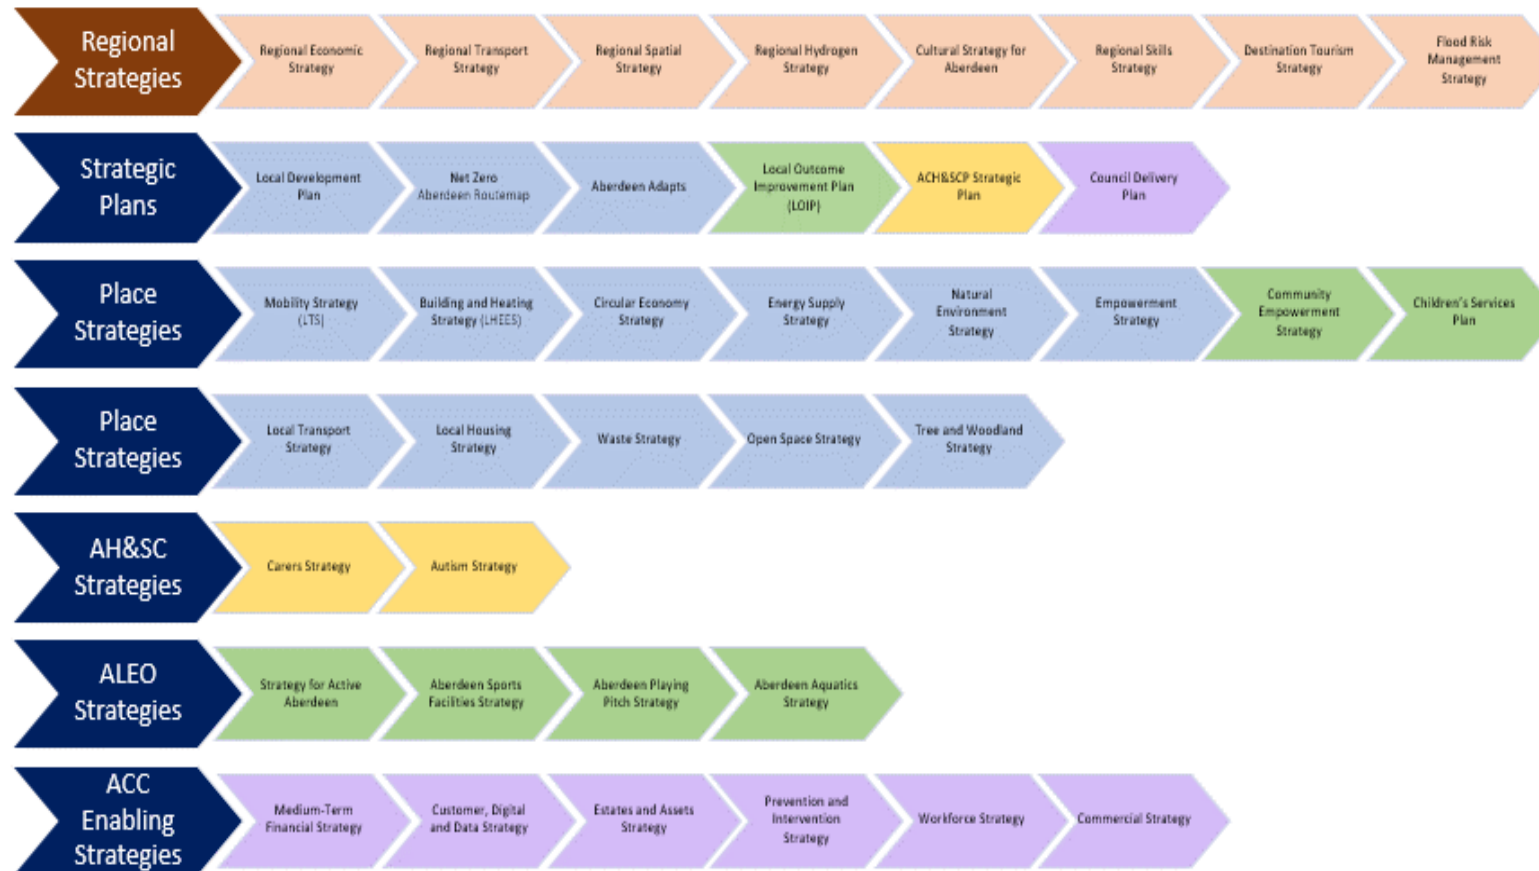 Regional
Strategies
Regional Economic
Strategy
Regional Transport
Strategy
Regional Spatial
Strategy
Regional Hydrogen
Strategy
Cultural Strategy for
Aberdeen
Regional Skills
Strategy
Destination Tourism
Strategy
Flood Risk
Management
Strategy
Strategic
Plans
Local Development
Plan
Net Zero
Aberdeen Routemap
Aberdeen Adapts
Local Outcome
Improvement Plan
(LOIP)
ACH&SCP Strategic
Plan
Council Delivery
Plan
Place
Strategies
Mobility Strategy
(LTS)
Building and Heating
Strategy (LHEES)
Circular Economy
Strategy
Energy Supply
Strategy
Natural
Environment
Strategy
Empowerment
Strategy
Community
Empowerment
Strategy
Children's Services
Plan
Place
Strategies
Local Transport
Strategy
Local Housing
Strategy
Waste Strategy
Open Space Strategy
Tree and Woodland
Strategy
AH&SC
Strategies
Carers Strategy
Autism Strategy
ALEO
Strategies
Strategy for Active
Aberdeen
Aberdeen Sports
Facilities Strategy
Aberdeen Playing
Pitch Strategy
Aberdeen Aquatics
Strategy
ACC
Enabling
Strategies
Medium-Term
Financial Strategy
Customer, Digital
and Data Strategy
Estates and Assets
Strategy
Prevention and
Intervention
Strategy
Workforce Strategy
Commercial Strategy